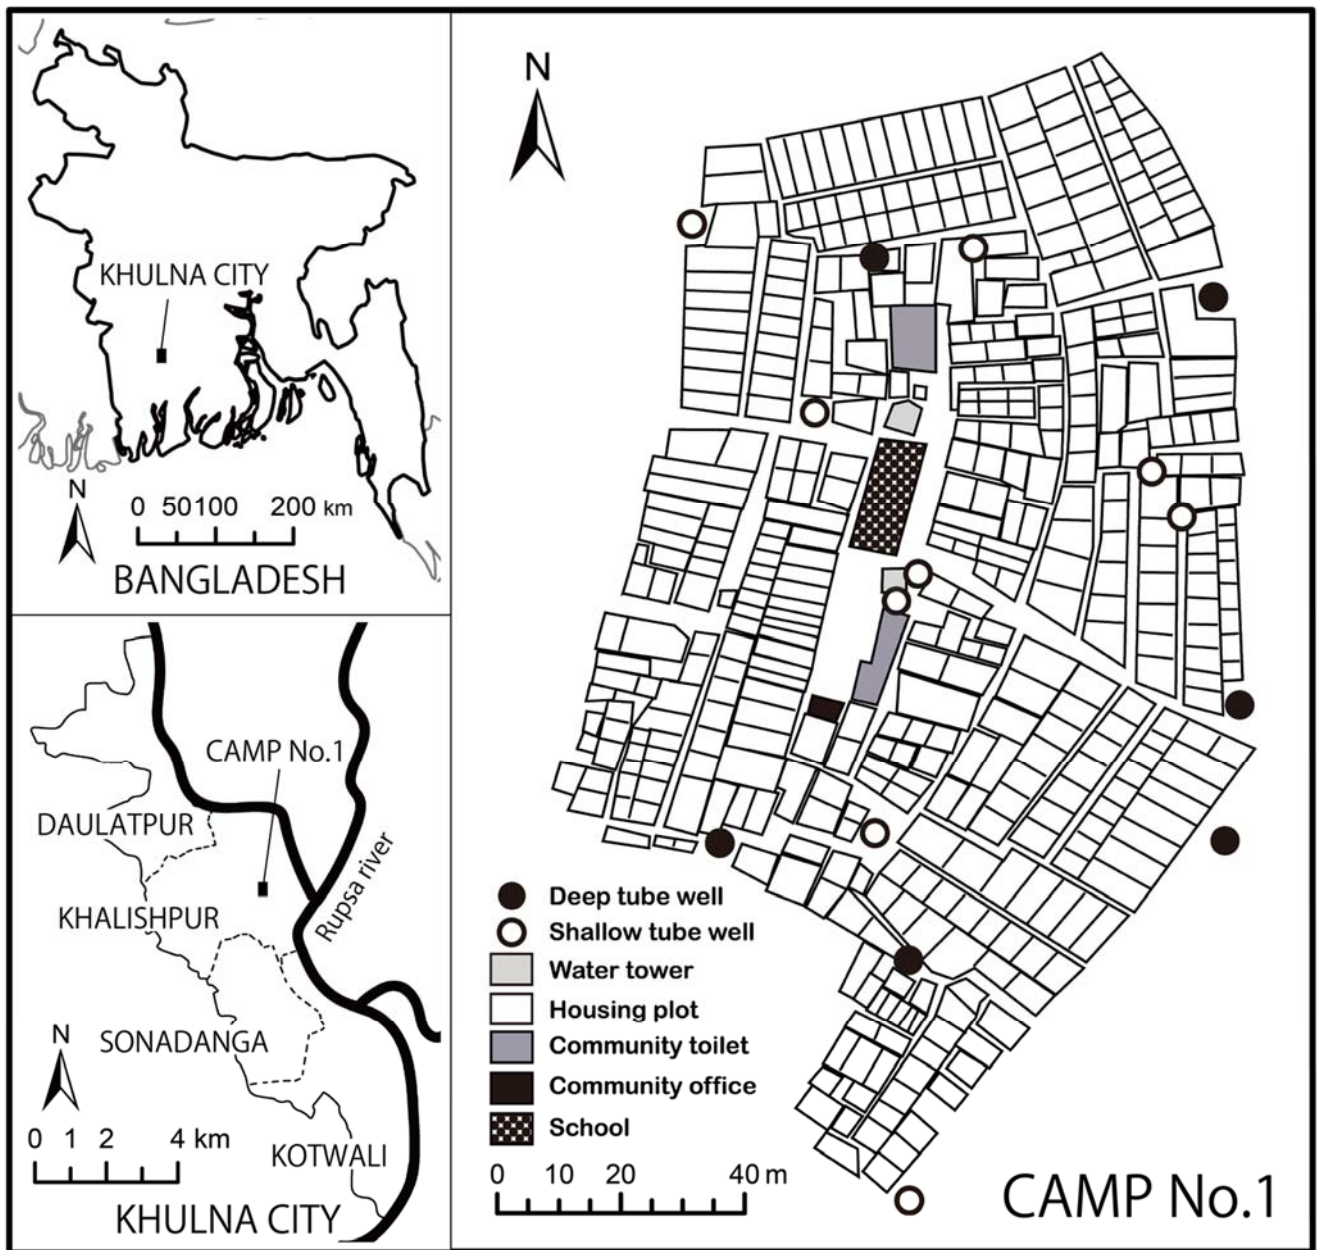 KHULNA CITY
N
0 50100 200 km
BANGLADESH
CAMP No.1
DAULATPUR
Rupsa river
KHALISHPUR
N
SONADANGA
0 1 2 4 km
KOTWALI
KHULNA CITY
N
Deep tube well
Shallow tube well
Water tower
Housing plot
Community toilet
Community office
School
0 10 20 40 m
CAMP No.1